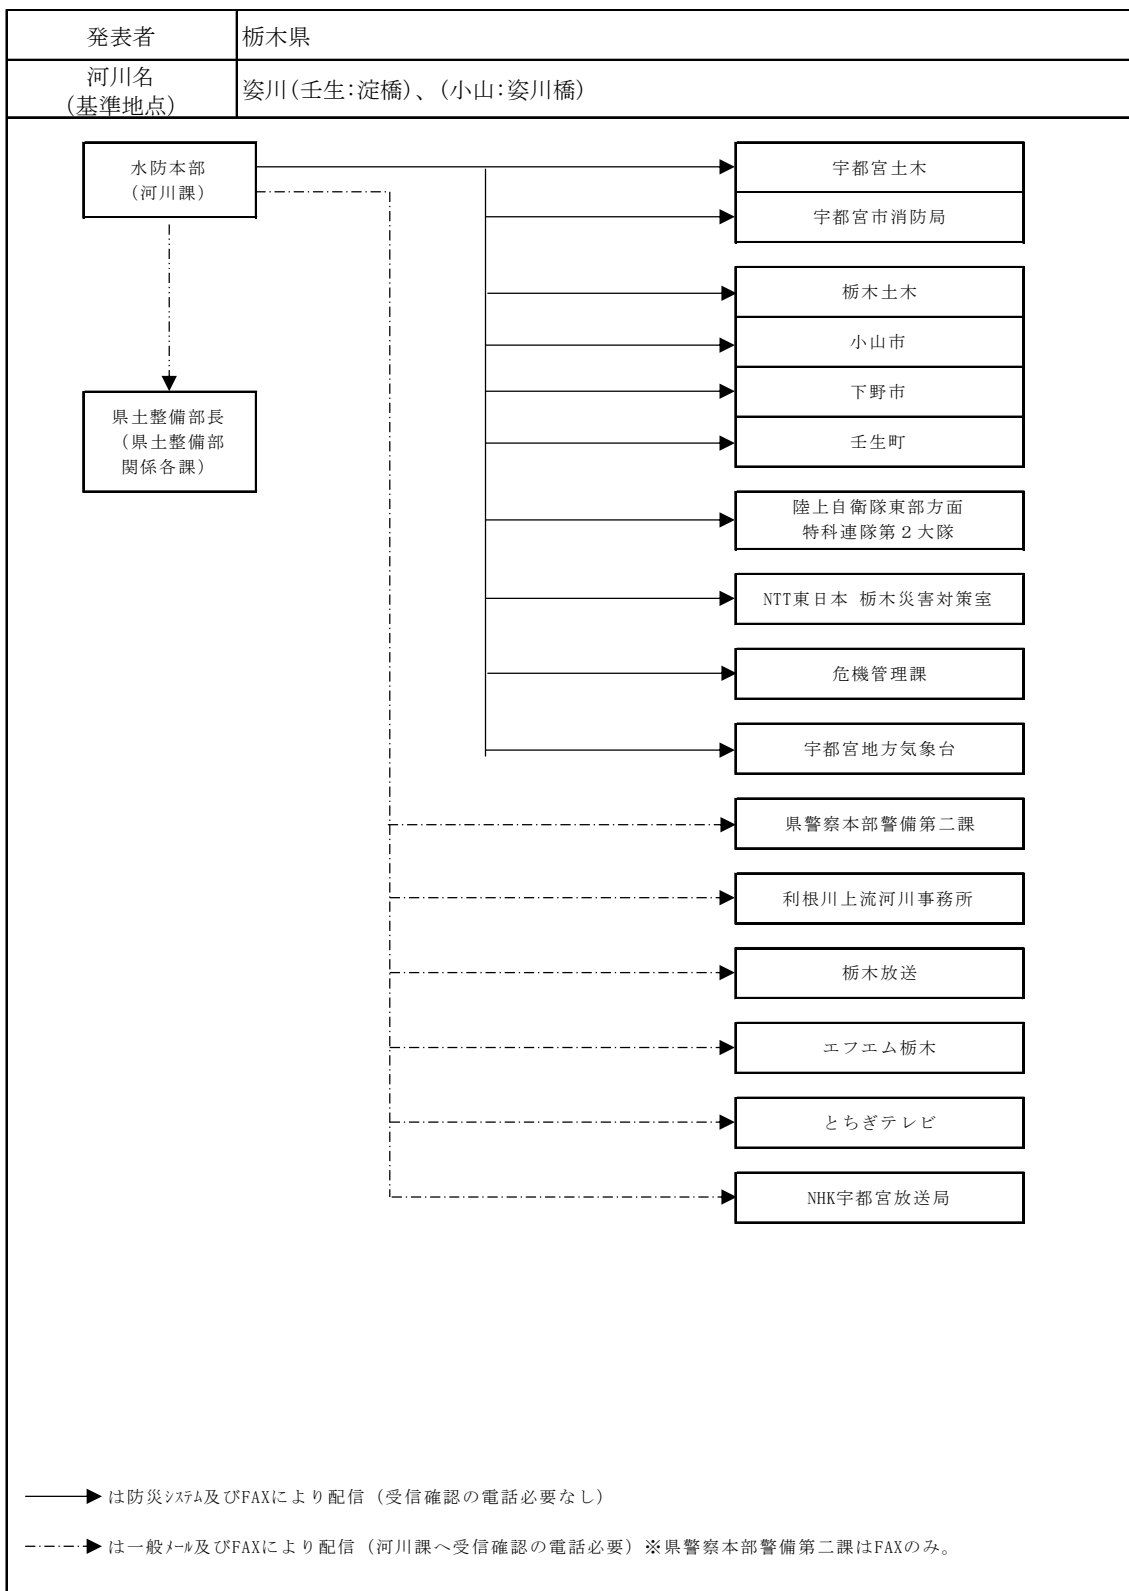 発表者
栃木県
河川名
(基準地点)
姿川(壬生:淀橋)、(小山:姿川橋)
水防本部
(河川課)
県土整備部長
(県土整備部
関係各課)
宇都宮土木
宇都宮市消防局
栃木土木
小山市
下野市
壬生町
陸上自衛隊東部方面
特科連隊第２大隊
NTT東日本 栃木災害対策室
危機管理課
宇都宮地方気象台
県警察本部警備第二課
利根川上流河川事務所
栃木放送
エフエム栃木
とちぎテレビ
NHK宇都宮放送局
は防災ｼｽﾃﾑ及びFAXにより配信（受信確認の電話必要なし）
は一般ﾒｰﾙ及びFAXにより配信（河川課へ受信確認の電話必要）※県警察本部警備第二課はFAXのみ。